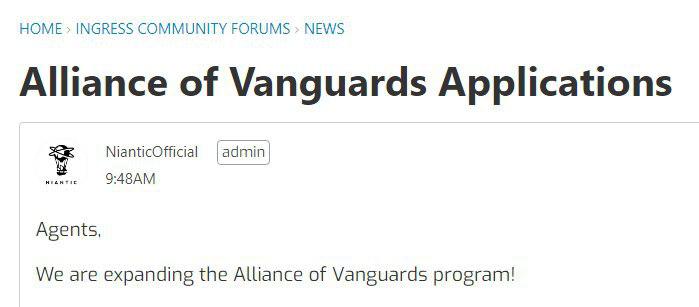 HOME › INGRESS COMMUNITY FORUMS › NEWS
Alliance of Vanguards Applications
NianticOfficial admin
NIANTIC
9:48AM
Agents,
We are expanding the Alliance of Vanguards program!